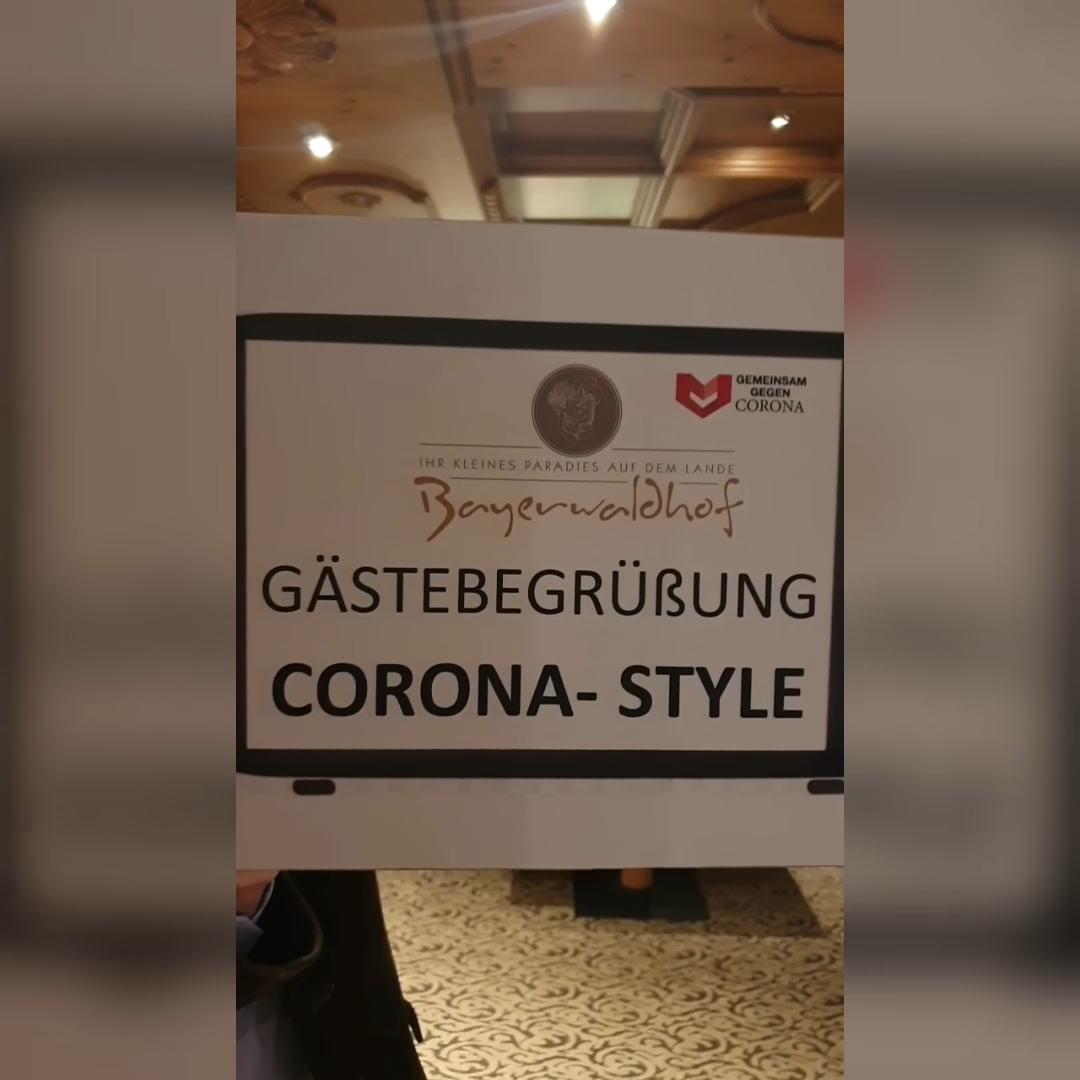 GEMEINSAM
GEGEN
CORONA
IHR KLEINES PARADIES AUF DEM LANDE
Bayerwaldhof
GÄSTEBEGRÜßUNG
CORONA- STYLE